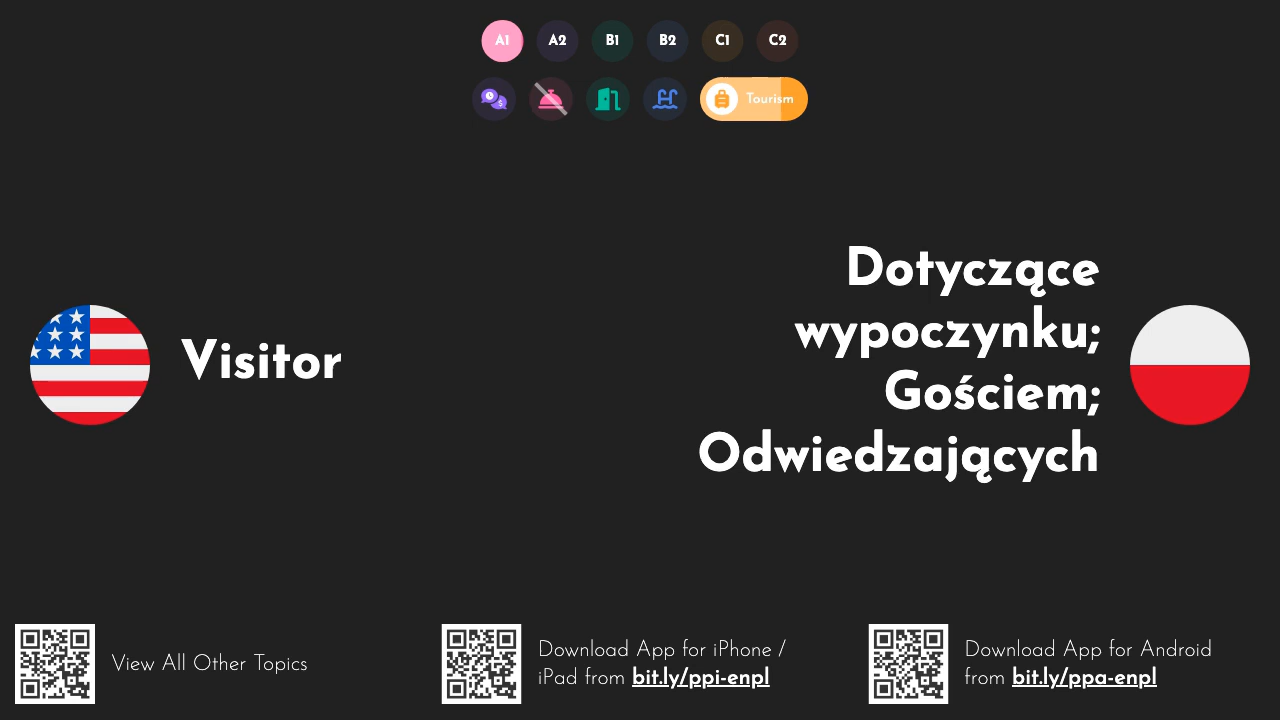 A1 A2 B1 B2 C1 C2
Tourism
Visitor
Dotyczące
wypoczynku;
Gościem;
Odwiedzających
View All Other Topics
Download App for iPhone /
iPad from bit.ly/ppi-enpl
Download App for Android
from bit.ly/ppa-enpl